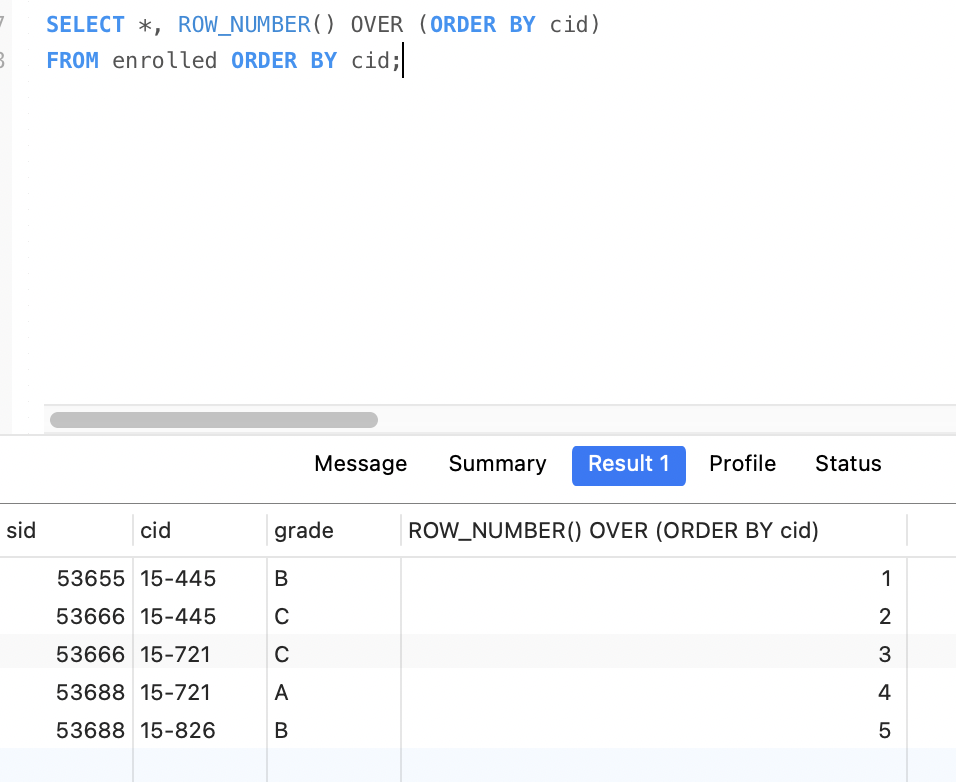 7 SELECT *, ROW_NUMBER() OVER (ORDER BY cid)
8 FROM enrolled ORDER BY cid;
Message Summary Result 1 Profile Status
sid cid grade ROW_NUMBER() OVER (ORDER BY cid)
53655 15-445 B 1
53666 15-445 C 2
53666 15-721 C 3
53688 15-721 A 4
53688 15-826 B 5